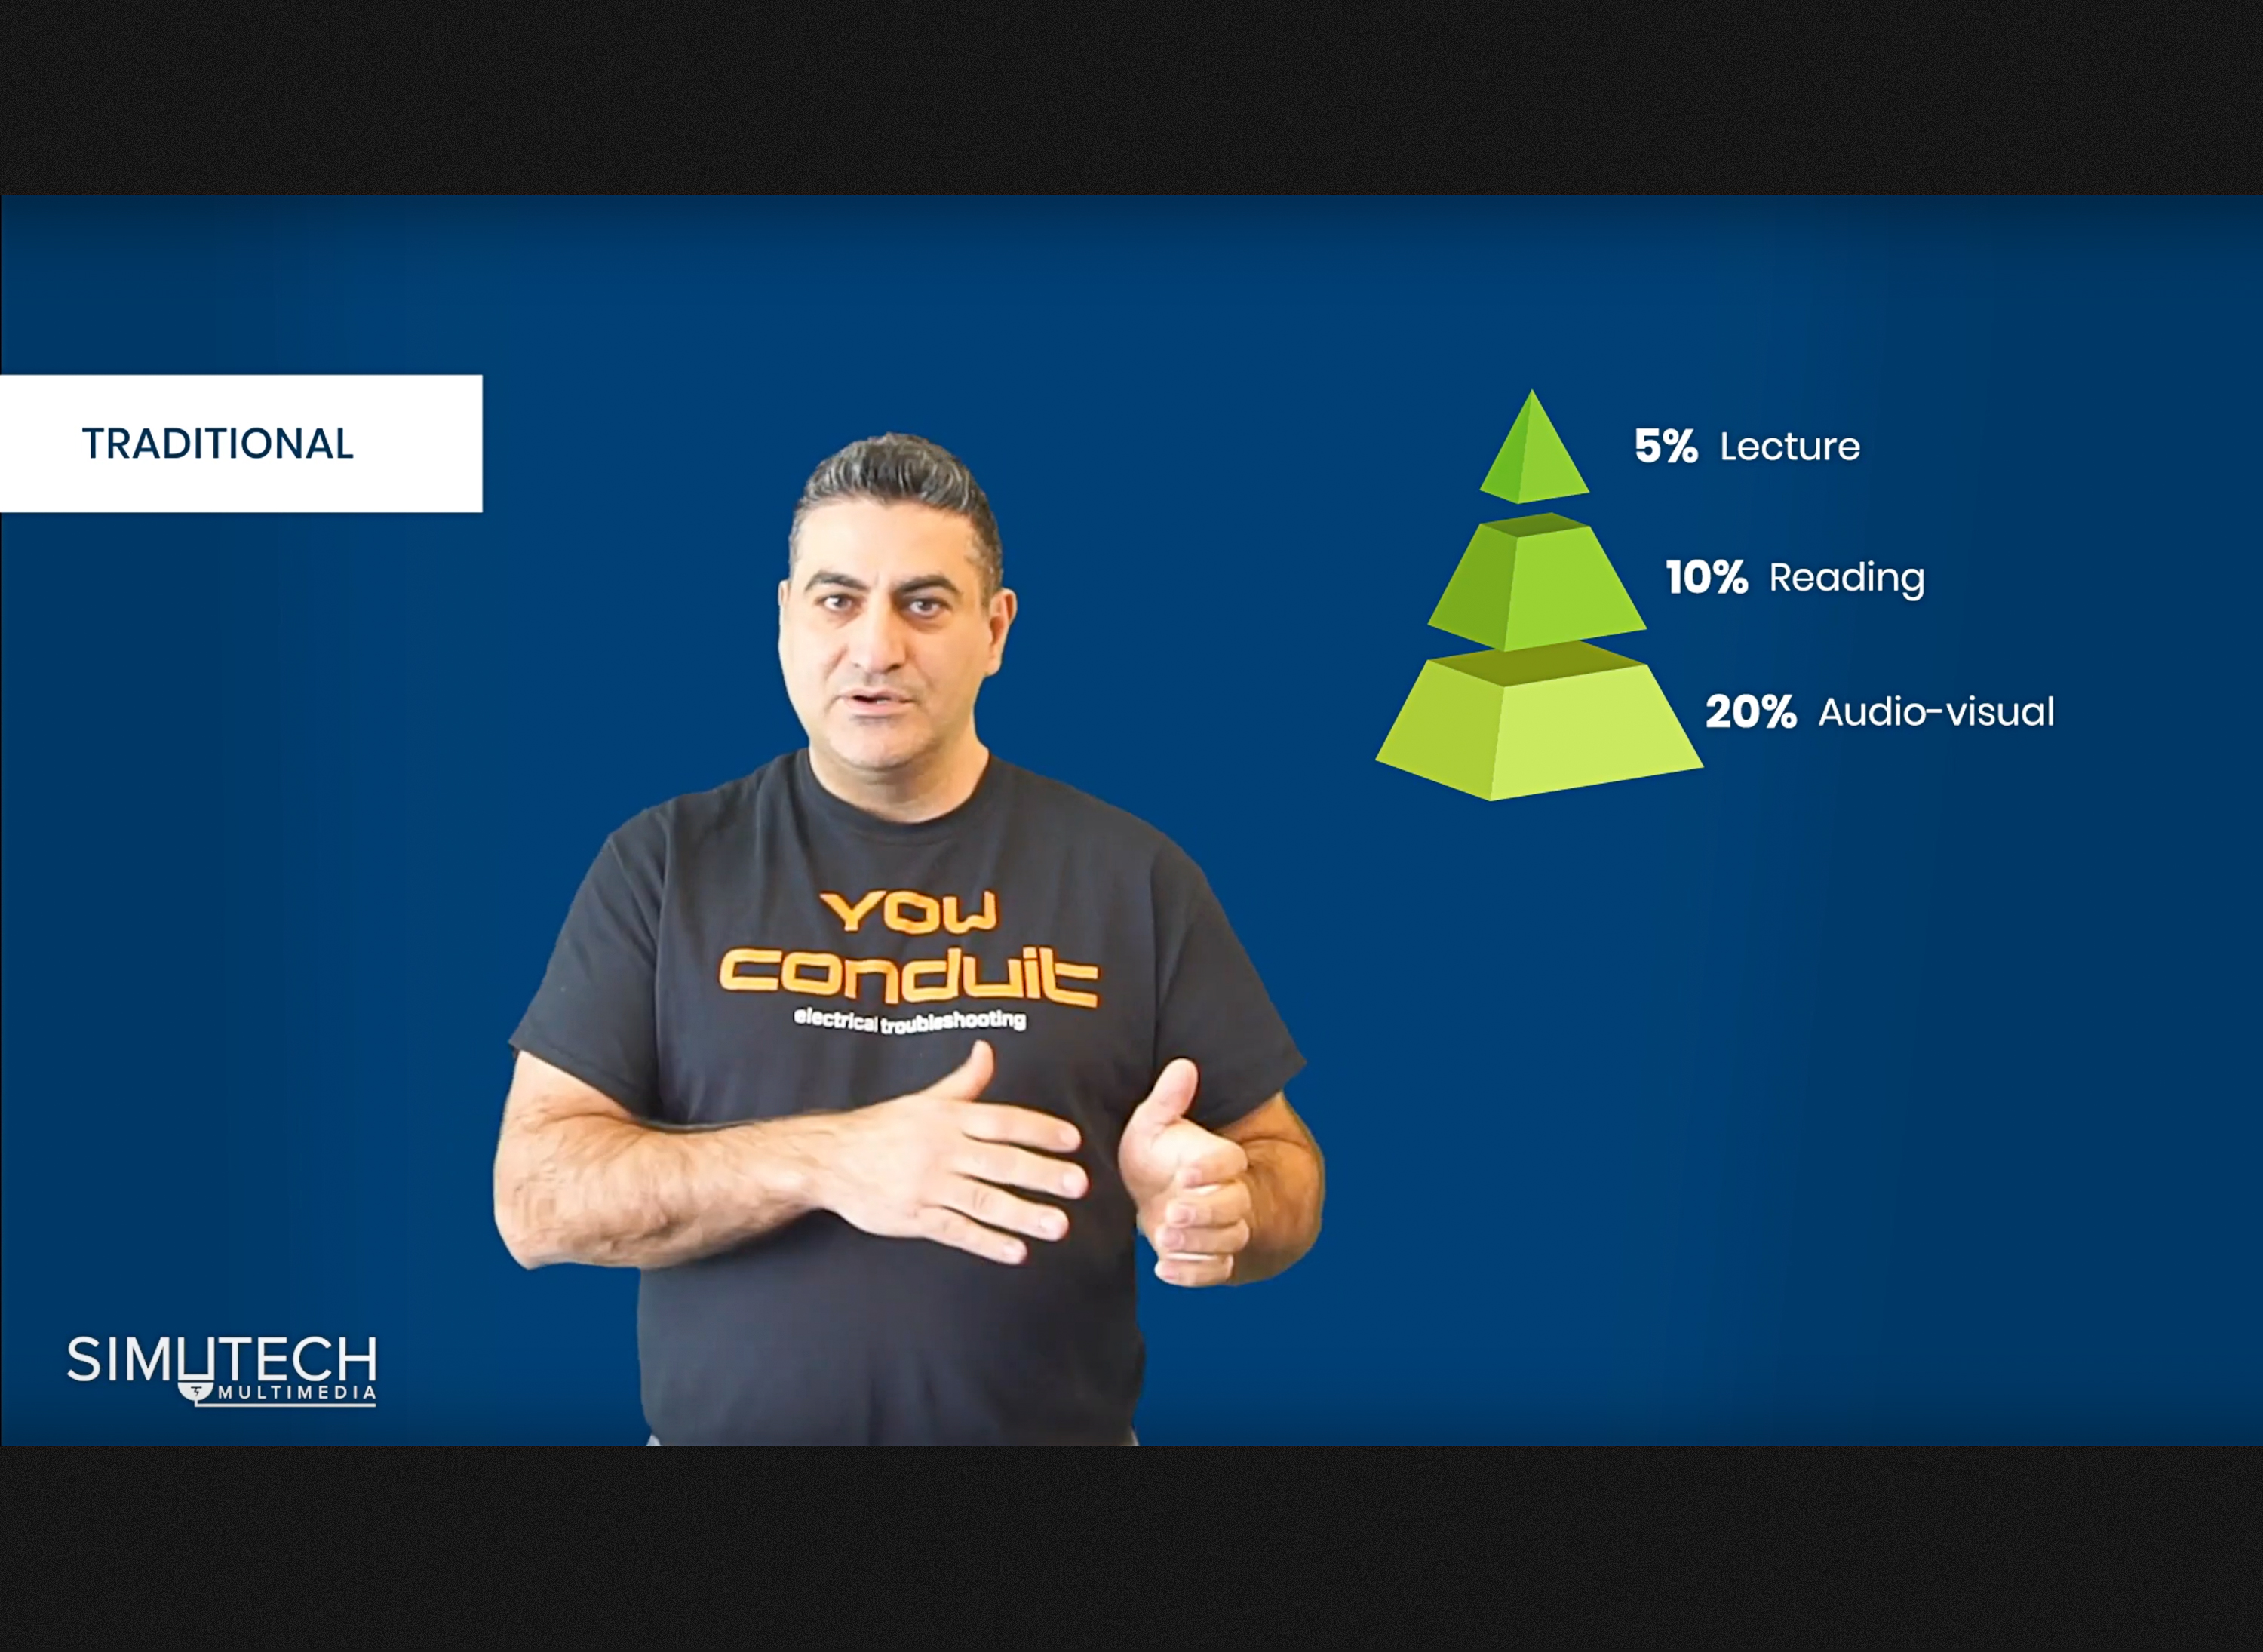 TRADITIONAL
5% Lecture
10% Reading
20% Audio-visual
YOU
conduit
electrical troubleshooting
SIMUTECH
MULTIMEDIA